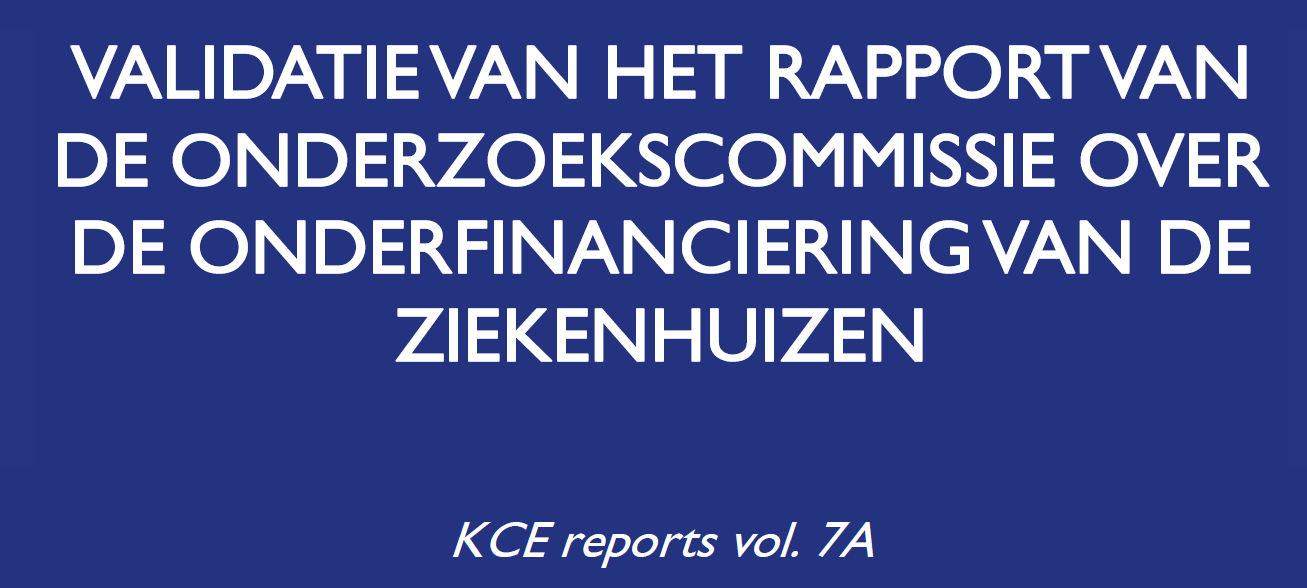 VALIDATIE VAN HET RAPPORT VAN
DE ONDERZOEKSCOMMISSIE OVER
DE ONDERFINANCIERING VAN DE
ZIEKENHUIZEN
KCE reports vol. 7A